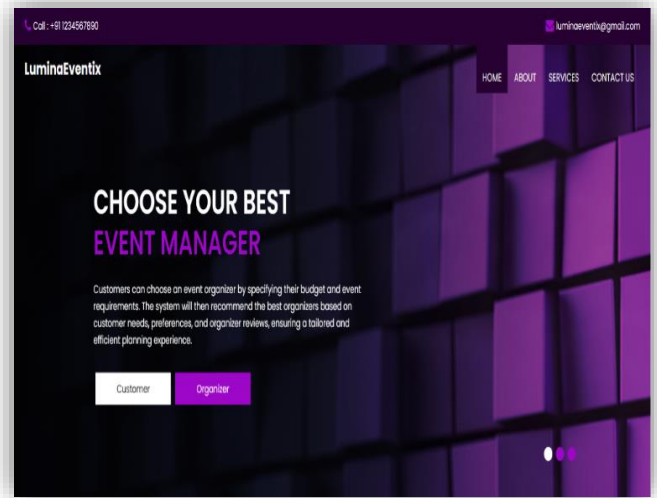 Call : +91 1234567890
luminaeventix@gmail.com
LuminaEventix
HOME ABOUT SERVICES CONTACT US
CHOOSE YOUR BEST
EVENT MANAGER
Customers can choose an event organizer by specifying their budget and event
requirements. The system will then recommend the best organizers based on
customer needs, preferences, and organizer reviews, ensuring a tailored and
efficient planning experience.
Customer Organizer